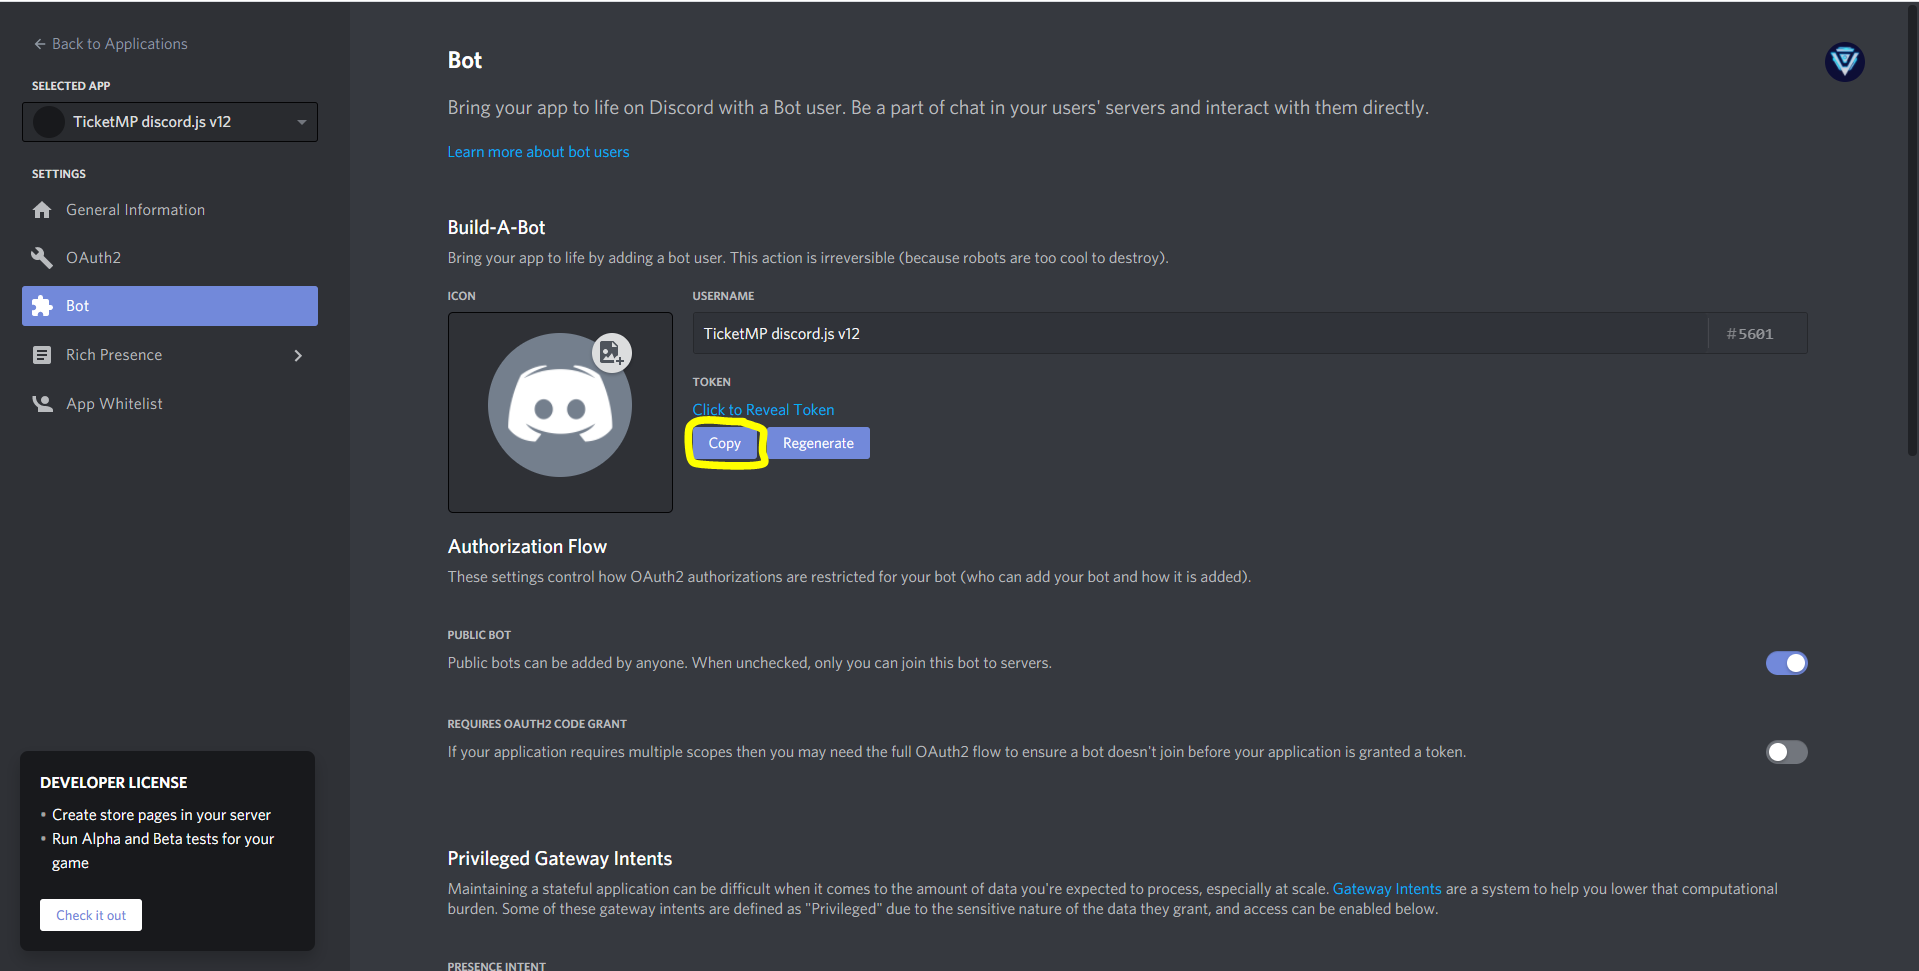 Back to Applications
SELECTED APP
TicketMP discord.js v12
SETTINGS
General Information
OAuth2
Bot
Rich Presence
App Whitelist
DEVELOPER LICENSE
• Create store pages in your server
• Run Alpha and Beta tests for your
game
Check it out
Bot
Bring your app to life on Discord with a Bot user. Be a part of chat in your users' servers and interact with them directly.
Learn more about bot users
Build-A-Bot
Bring your app to life by adding a bot user. This action is irreversible (because robots are too cool to destroy).
ICON
USERNAME
TicketMP discord.js v12
#5601
TOKEN
Click to Reveal Token
Copy
Regenerate
Authorization Flow
These settings control how OAuth2 authorizations are restricted for your bot (who can add your bot and how it is added).
PUBLIC BOT
Public bots can be added by anyone. When unchecked, only you can join this bot to servers.
REQUIRES OAUTH2 CODE GRANT
If your application requires multiple scopes then you may need the full OAuth2 flow to ensure a bot doesn't join before your application is granted a token.
Privileged Gateway Intents
Maintaining a stateful application can be difficult when it comes to the amount of data you're expected to process, especially at scale. Gateway Intents are a system to help you lower that computational
burden. Some of these gateway intents are defined as "Privileged" due to the sensitive nature of the data they grant, and access can be enabled below.
PRESENCE INTENT